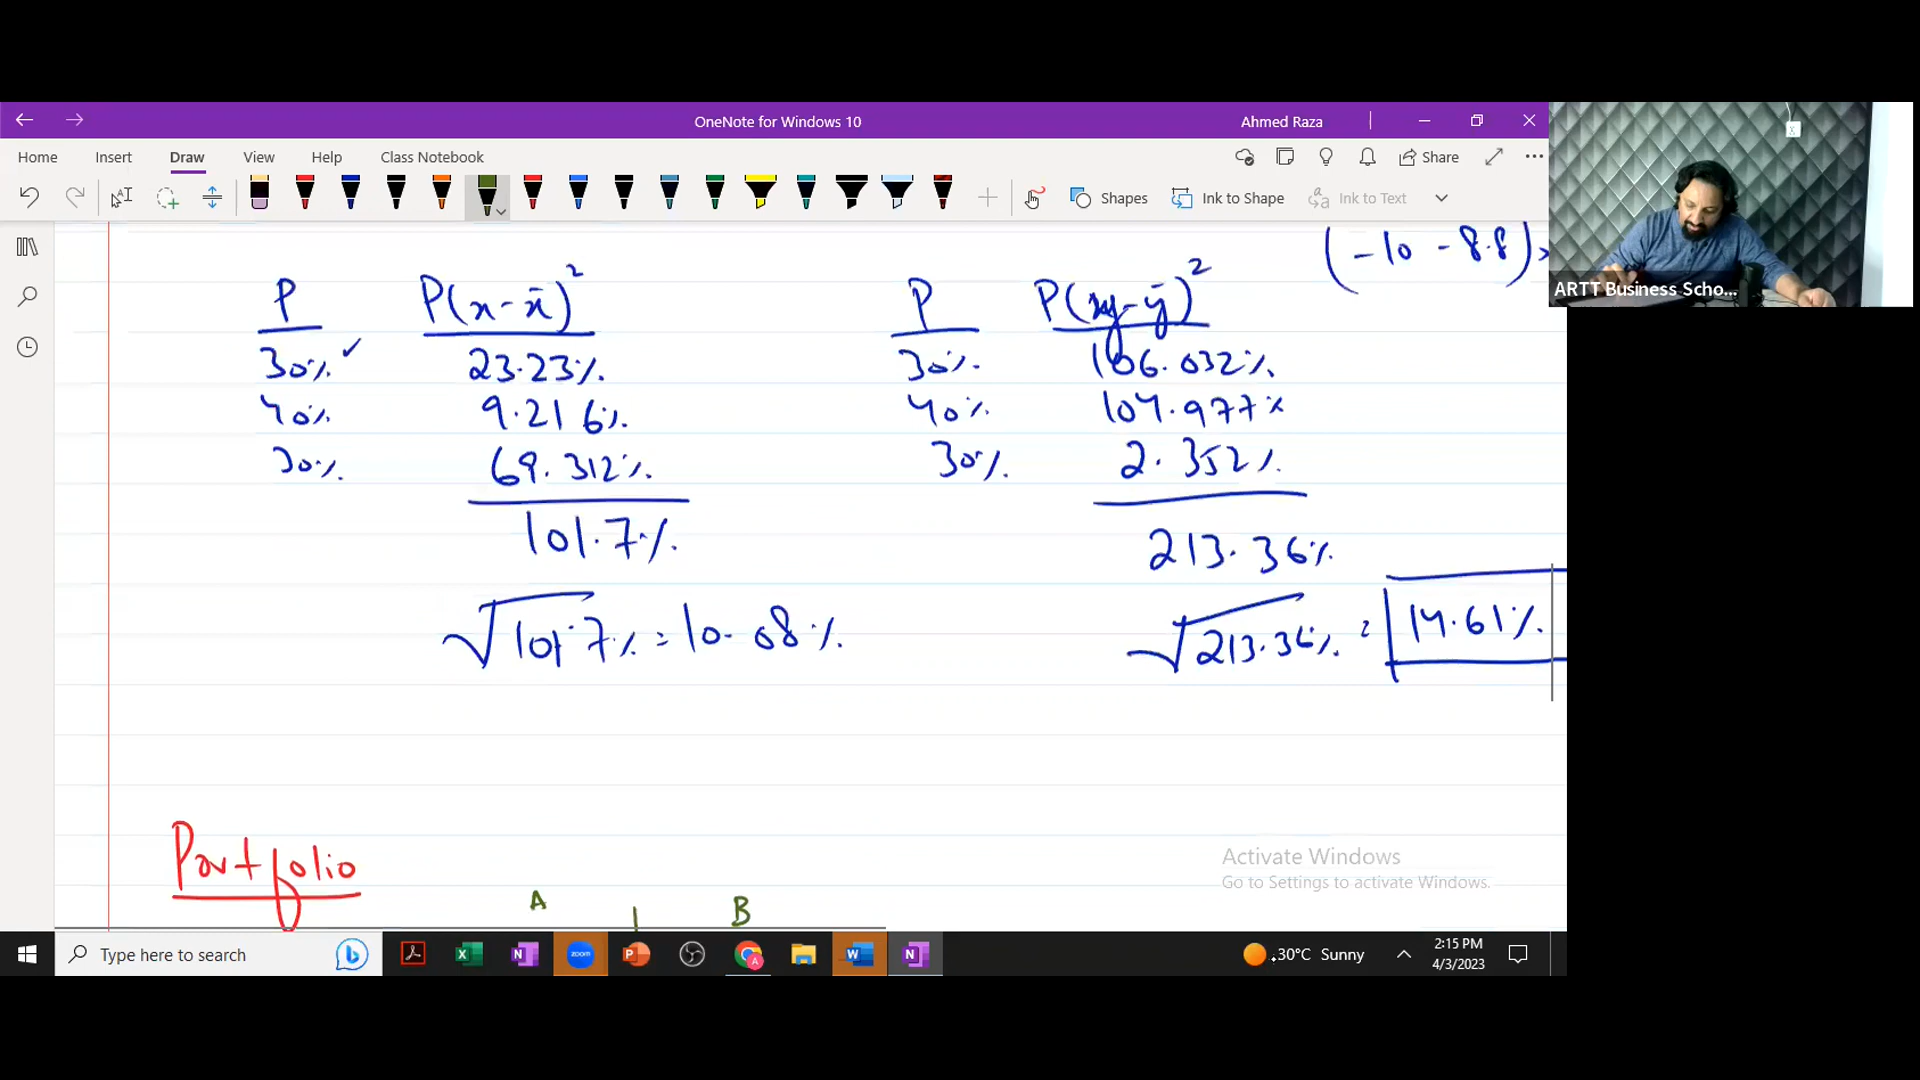 OneNote for Windows 10
Ahmed Raza
Home Insert Draw View Help Class Notebook
Share
Shapes Ink to Shape Ink to Text
(-10 - 8.8)
ARTT Business Scho...
P P(x-x̄)² P P(y-ȳ)²
30% ✓ 23.23% 30% 106.032%
40% 9.216% 40% 104.977%
30% 69.312% 30% 2.352%
101.7% 213.36%
√101.7% = 10.08% √213.36% = 14.61%
Portfolio
A B
Activate Windows
Go to Settings to activate Windows.
Type here to search
zoom
30°C Sunny
2:15 PM
4/3/2023